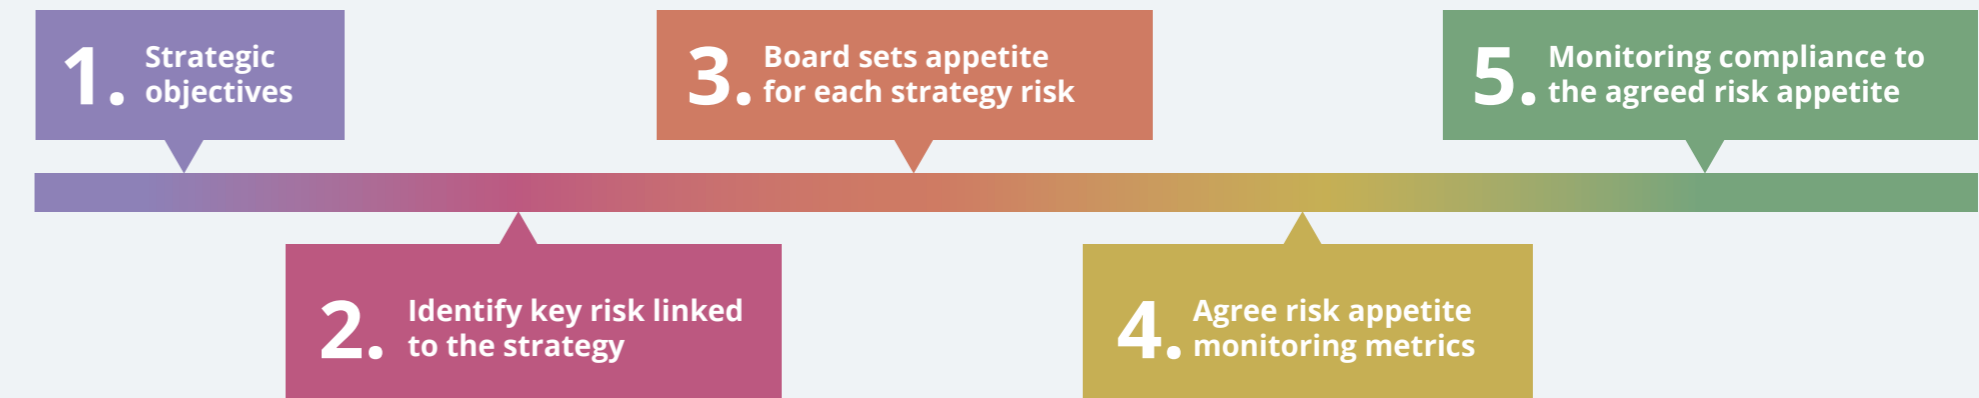 1. Strategic
objectives
2. Identify key risk linked
to the strategy
3. Board sets appetite
for each strategy risk
4. Agree risk appetite
monitoring metrics
5. Monitoring compliance to
the agreed risk appetite